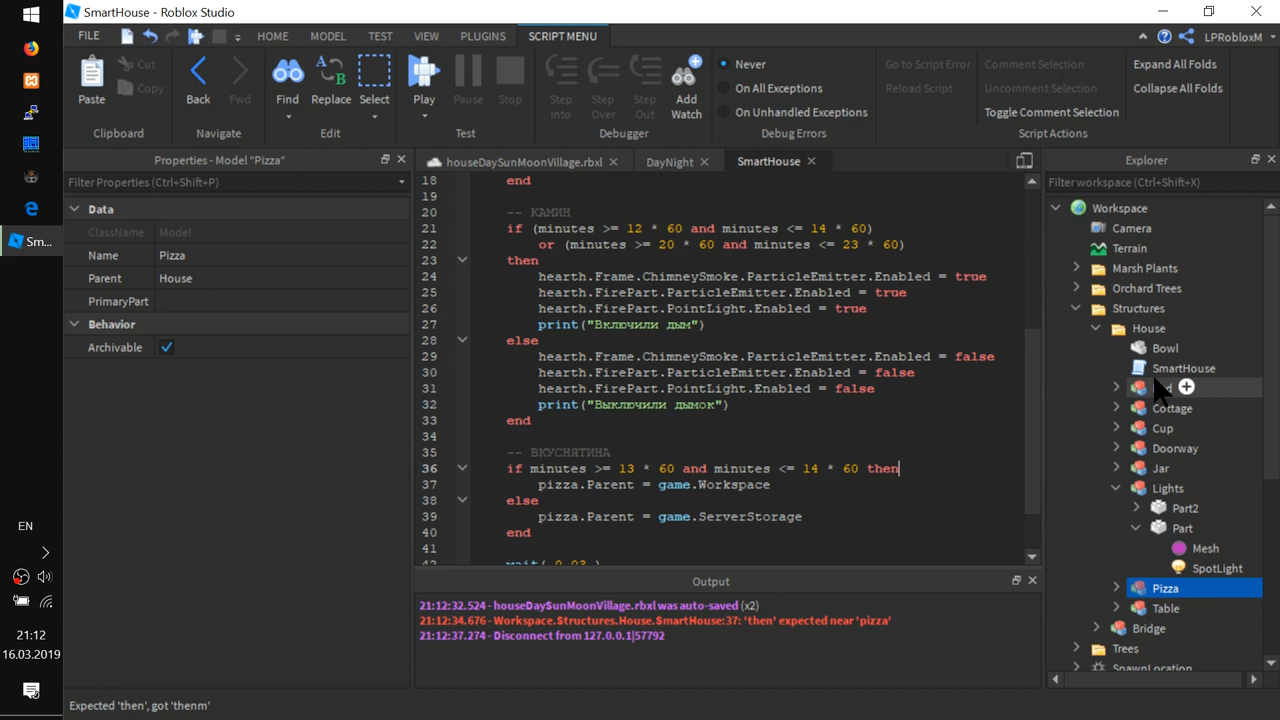 SmartHouse - Roblox Studio
FILE HOME MODEL TEST VIEW PLUGINS SCRIPT MENU LPRobloxM
Paste
Cut
Copy
Clipboard
Back
Fwd
Navigate
Find
Replace
Select
Edit
Play
Pause
Stop
Test
Step Into
Step Over
Step Out
Add Watch
Debugger
Never
On All Exceptions
On Unhandled Exceptions
Debug Errors
Go to Script Error
Reload Script
Comment Selection
Uncomment Selection
Toggle Comment Selection
Expand All Folds
Collapse All Folds
Script Actions
Properties - Model "Pizza"
Filter Properties (Ctrl+Shift+P)
Data
ClassName Model
Name Pizza
Parent House
PrimaryPart
Behavior
Archivable
houseDaySunMoonVillage.rbxl
DayNight
SmartHouse
18 end
19
20 -- КАМИН
21 if (minutes >= 12 * 60 and minutes <= 14 * 60)
22 or (minutes >= 20 * 60 and minutes <= 23 * 60)
23 then
24 hearth.Frame.ChimneySmoke.ParticleEmitter.Enabled = true
25 hearth.FirePart.ParticleEmitter.Enabled = true
26 hearth.FirePart.PointLight.Enabled = true
27 print("Включили дым")
28 else
29 hearth.Frame.ChimneySmoke.ParticleEmitter.Enabled = false
30 hearth.FirePart.ParticleEmitter.Enabled = false
31 hearth.FirePart.PointLight.Enabled = false
32 print("Выключили дымок")
33 end
34
35 -- ВКУСНЯТИНА
36 if minutes >= 13 * 60 and minutes <= 14 * 60 then
37 pizza.Parent = game.Workspace
38 else
39 pizza.Parent = game.ServerStorage
40 end
41
42 wait( 0.03 )
Output
21:12:32.524 - houseDaySunMoonVillage.rbxl was auto-saved (x2)
21:12:34.676 - Workspace.Structures.House.SmartHouse:37: 'then' expected near 'pizza'
21:12:37.274 - Disconnect from 127.0.0.1|57792
Explorer
Filter workspace (Ctrl+Shift+X)
Workspace
Camera
Terrain
Marsh Plants
Orchard Trees
Structures
House
Bowl
SmartHouse
Cottage
Cup
Doorway
Jar
Lights
Part2
Part
Mesh
SpotLight
Pizza
Table
Bridge
Trees
SpawnLocation
Sm...
EN
21:12
16.03.2019
Expected 'then', got 'thenm'